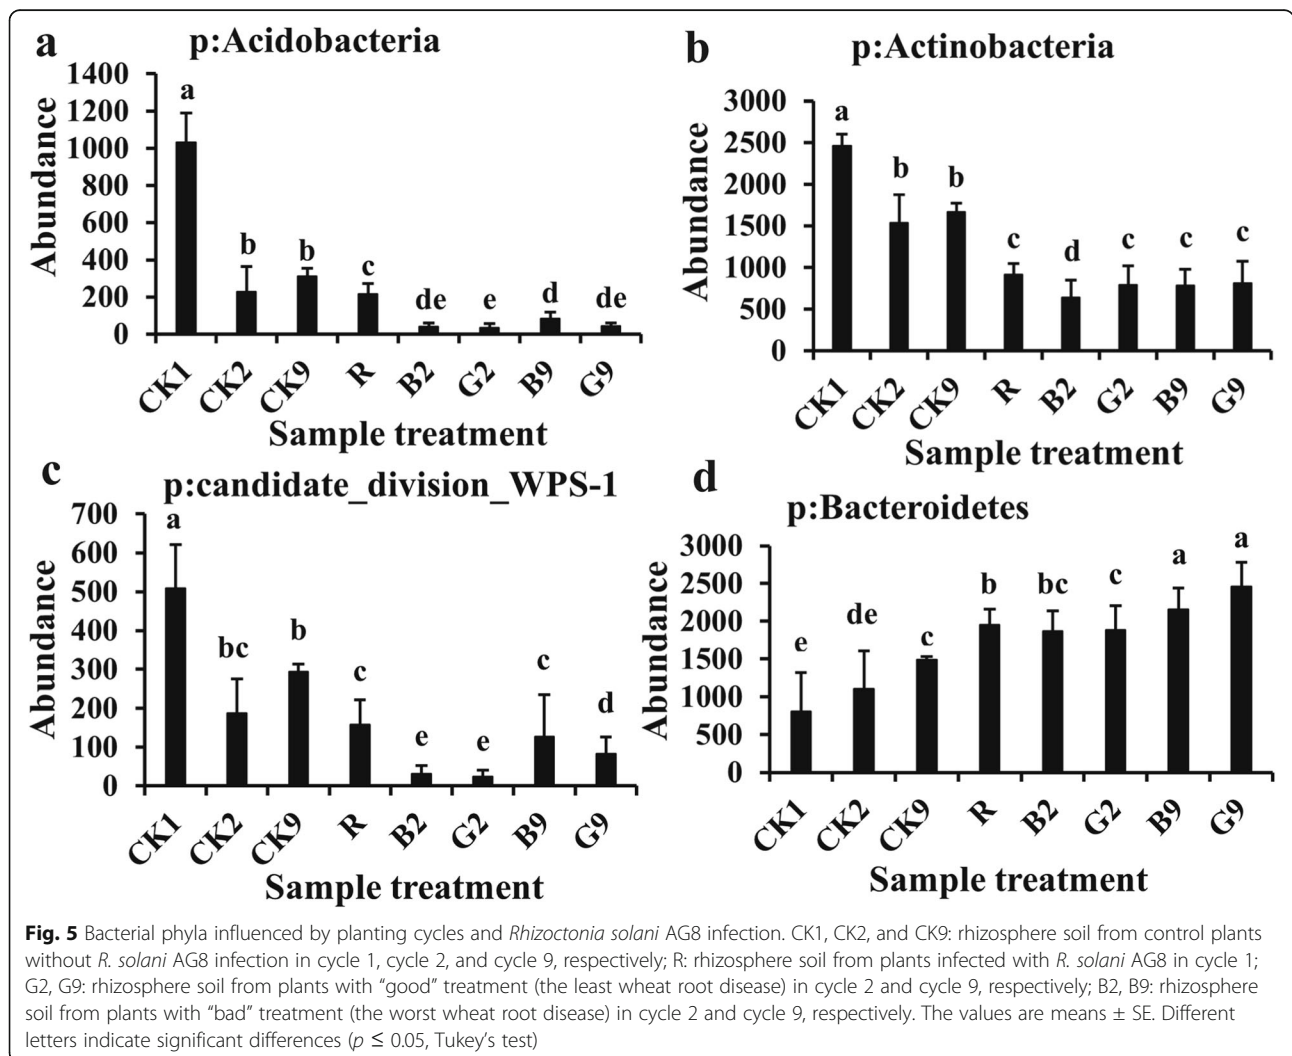 a
p:Acidobacteria
Abundance
1400
1200
1000
800
600
400
200
0
a
b
b
c
de
e
d
de
CK1 CK2 CK9 R B2 G2 B9 G9
Sample treatment
b
p:Actinobacteria
Abundance
3000
2500
2000
1500
1000
500
0
a
b
b
c
d
c
c
c
CK1 CK2 CK9 R B2 G2 B9 G9
Sample treatment
c
p:candidate_division_WPS-1
Abundance
700
600
500
400
300
200
100
0
a
bc
b
c
e
e
c
d
CK1 CK2 CK9 R B2 G2 B9 G9
Sample treatment
d
p:Bacteroidetes
Abundance
3000
2500
2000
1500
1000
500
0
e
de
c
b
bc
c
a
a
CK1 CK2 CK9 R B2 G2 B9 G9
Sample treatment
Fig. 5 Bacterial phyla influenced by planting cycles and Rhizoctonia solani AG8 infection. CK1, CK2, and CK9: rhizosphere soil from control plants
without R. solani AG8 infection in cycle 1, cycle 2, and cycle 9, respectively; R: rhizosphere soil from plants infected with R. solani AG8 in cycle 1;
G2, G9: rhizosphere soil from plants with “good” treatment (the least wheat root disease) in cycle 2 and cycle 9, respectively; B2, B9: rhizosphere
soil from plants with “bad” treatment (the worst wheat root disease) in cycle 2 and cycle 9, respectively. The values are means ± SE. Different
letters indicate significant differences (p ≤ 0.05, Tukey’s test)